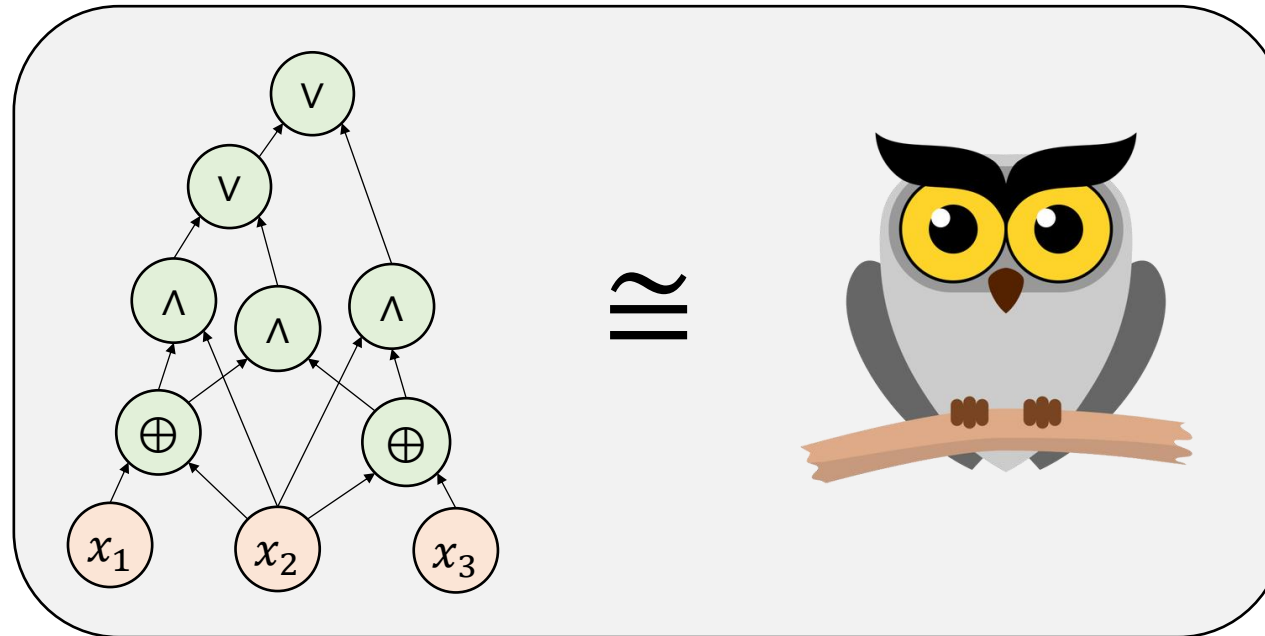 ∨
∨
∧ ∧ ∧
≅
⊕ ⊕
x₁ x₂ x₃